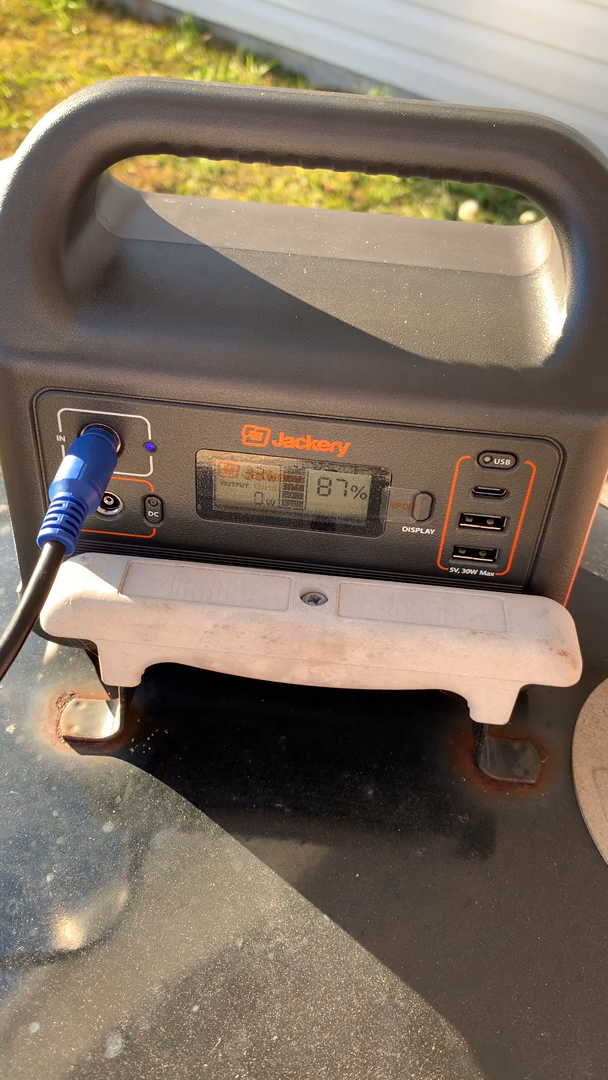 Jackery
USB
IN
OUTPUT
0W
87%
DC
DISPLAY
5V, 30W Max